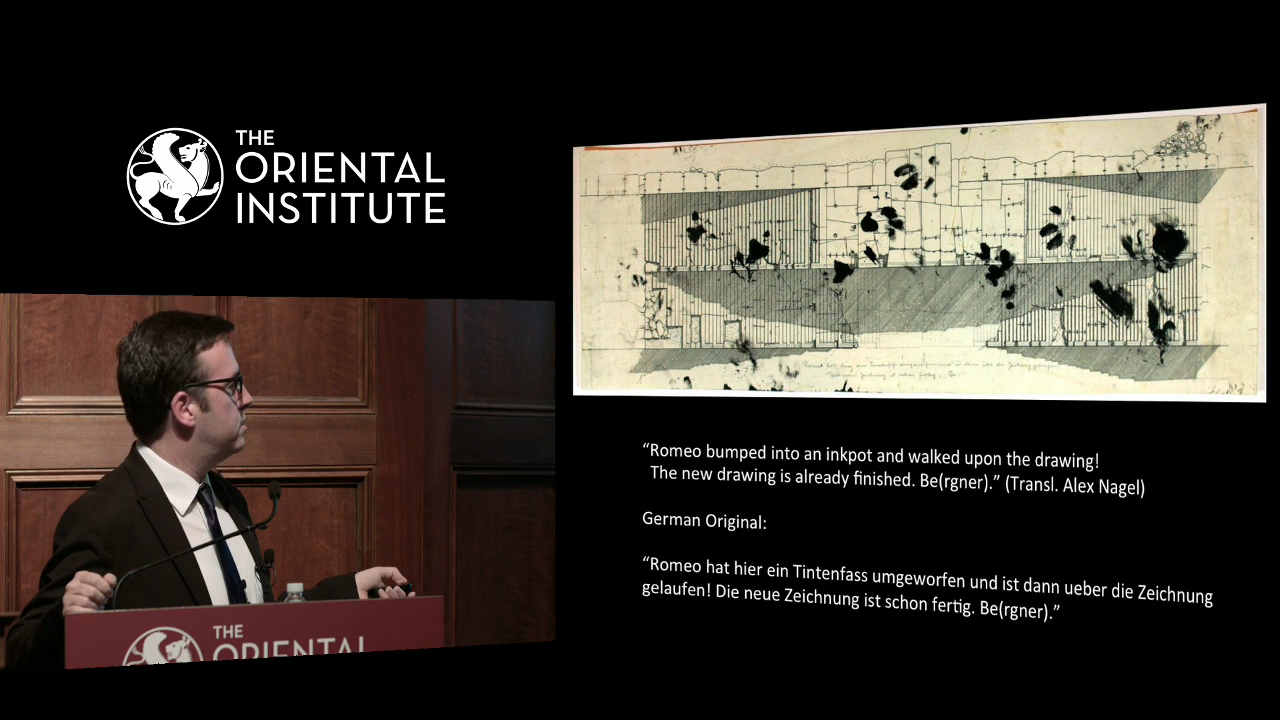 THE
ORIENTAL
INSTITUTE
“Romeo bumped into an inkpot and walked upon the drawing!
The new drawing is already finished. Be(rgner).” (Transl. Alex Nagel)
German Original:
“Romeo hat hier ein Tintenfass umgeworfen und ist dann ueber die Zeichnung
gelaufen! Die neue Zeichnung ist schon fertig. Be(rgner).”
THE
ORIENTAL